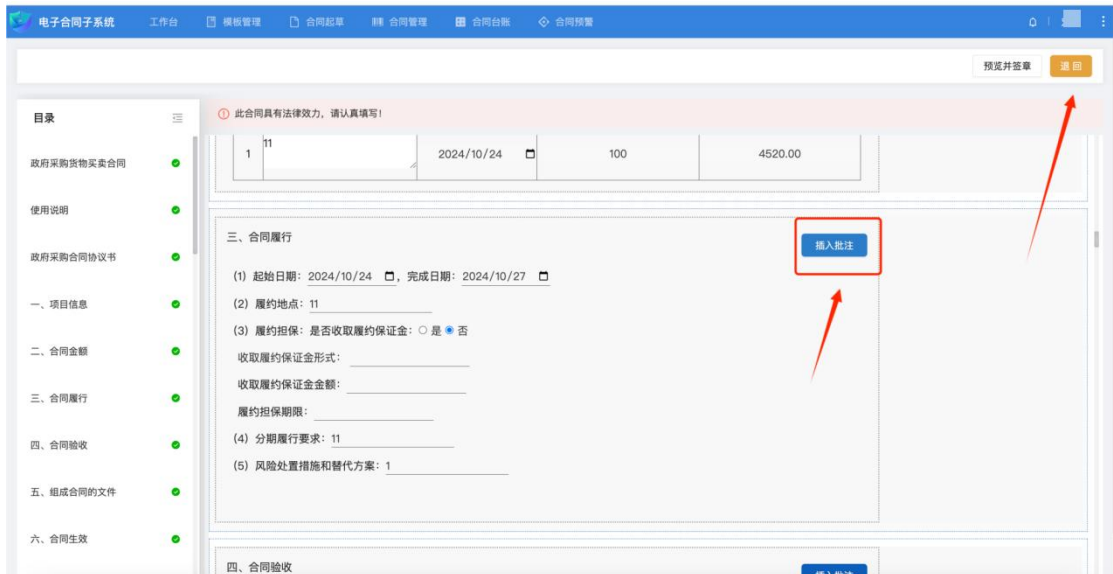 电子合同子系统 工作台 模板管理 合同起草 合同管理 合同台账 合同预警
预览并签章 退回
目录
政府采购货物买卖合同
使用说明
政府采购合同协议书
一、项目信息
二、合同金额
三、合同履行
四、合同验收
五、组成合同的文件
六、合同生效
此合同具有法律效力，请认真填写！
1 11 2024/10/24 100 4520.00
三、合同履行 插入批注
(1) 起始日期：2024/10/24，完成日期：2024/10/27
(2) 履约地点：11
(3) 履约担保：是否收取履约保证金：是 否
收取履约保证金形式：
收取履约保证金金额：
履约担保期限：
(4) 分期履行要求：11
(5) 风险处置措施和替代方案：1
四、合同验收 插入批注